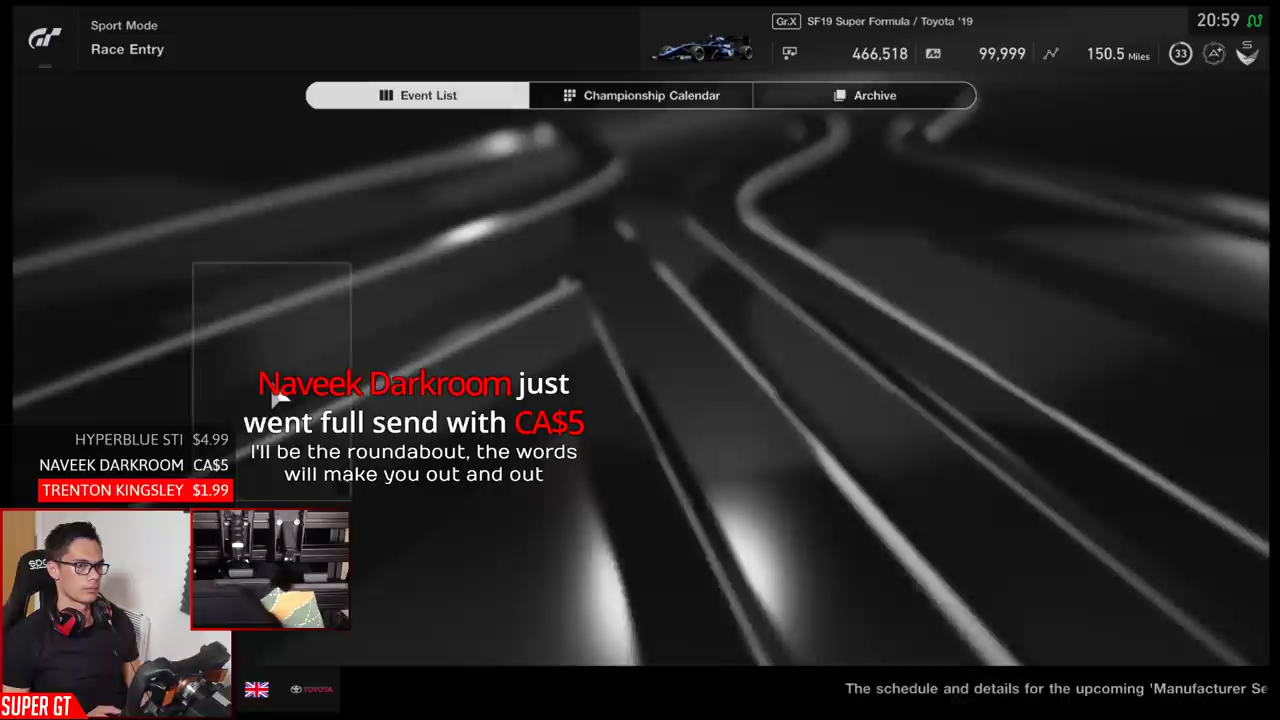 Sport Mode
Race Entry
Gr.X SF19 Super Formula / Toyota '19
20:59
466,518
99,999
150.5 Miles
33
A+
S
Event List
Championship Calendar
Archive
Naveek Darkroom just
went full send with CA$5
I'll be the roundabout, the words
will make you out and out
HYPERBLUE STI $4.99
NAVEEK DARKROOM CA$5
TRENTON KINGSLEY $1.99
SUPER GT
TOYOTA
The schedule and details for the upcoming 'Manufacturer Se